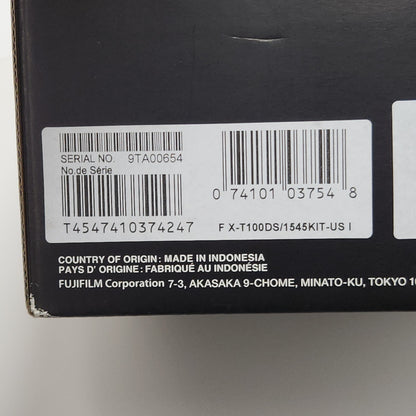 SERIAL NO. 9TA00654
No.de Série
T4547410374247
0 74101 03754 8
F X-T100DS/1545KIT-US I
COUNTRY OF ORIGIN: MADE IN INDONESIA
PAYS D' ORIGINE: FABRIQUÉ AU INDONÉSIE
FUJIFILM Corporation 7-3, AKASAKA 9-CHOME, MINATO-KU, TOKYO 10